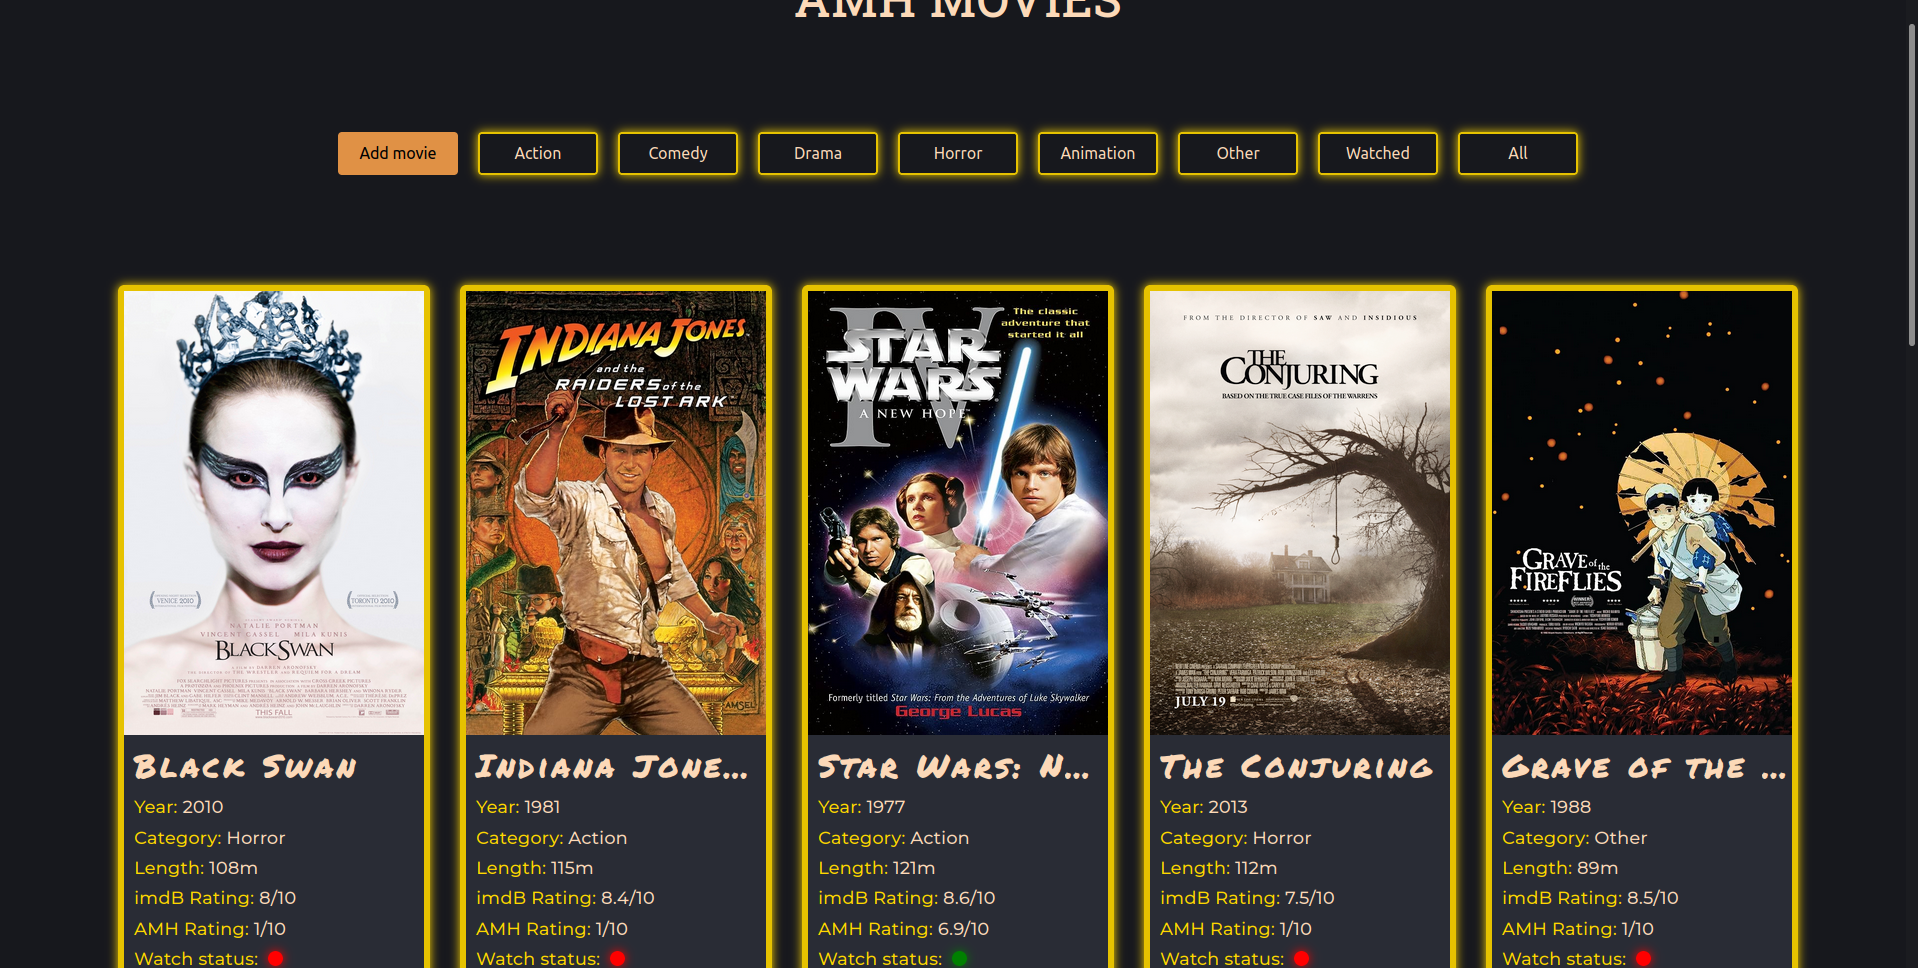 AMH MOVIES
Add movie
Action
Comedy
Drama
Horror
Animation
Other
Watched
All
VENICE 2010
TORONTO 2010
NATALIE PORTMAN
VINCENT CASSEL MILA KUNIS
BLACK SWAN
THIS FALL
BLACK SWAN
Year: 2010
Category: Horror
Length: 108m
imdB Rating: 8/10
AMH Rating: 1/10
Watch status:
INDIANA JONES
and the
RAIDERS of the
LOST ARK
AMSEL
INDIANA JONE...
Year: 1981
Category: Action
Length: 115m
imdB Rating: 8.4/10
AMH Rating: 1/10
Watch status:
The classic
adventure that
started it all
IV
STAR
WARS
A NEW HOPE
Formerly titled Star Wars: From the Adventures of Luke Skywalker
George Lucas
STAR WARS: N...
Year: 1977
Category: Action
Length: 121m
imdB Rating: 8.6/10
AMH Rating: 6.9/10
Watch status:
FROM THE DIRECTOR OF SAW AND INSIDIOUS
THE
CONJURING
BASED ON THE TRUE CASE FILES OF THE WARRENS
JULY 19
THE CONJURING
Year: 2013
Category: Horror
Length: 112m
imdB Rating: 7.5/10
AMH Rating: 1/10
Watch status:
GRAVE of the
FIREFLIES
GRAVE OF THE ...
Year: 1988
Category: Other
Length: 89m
imdB Rating: 8.5/10
AMH Rating: 1/10
Watch status: